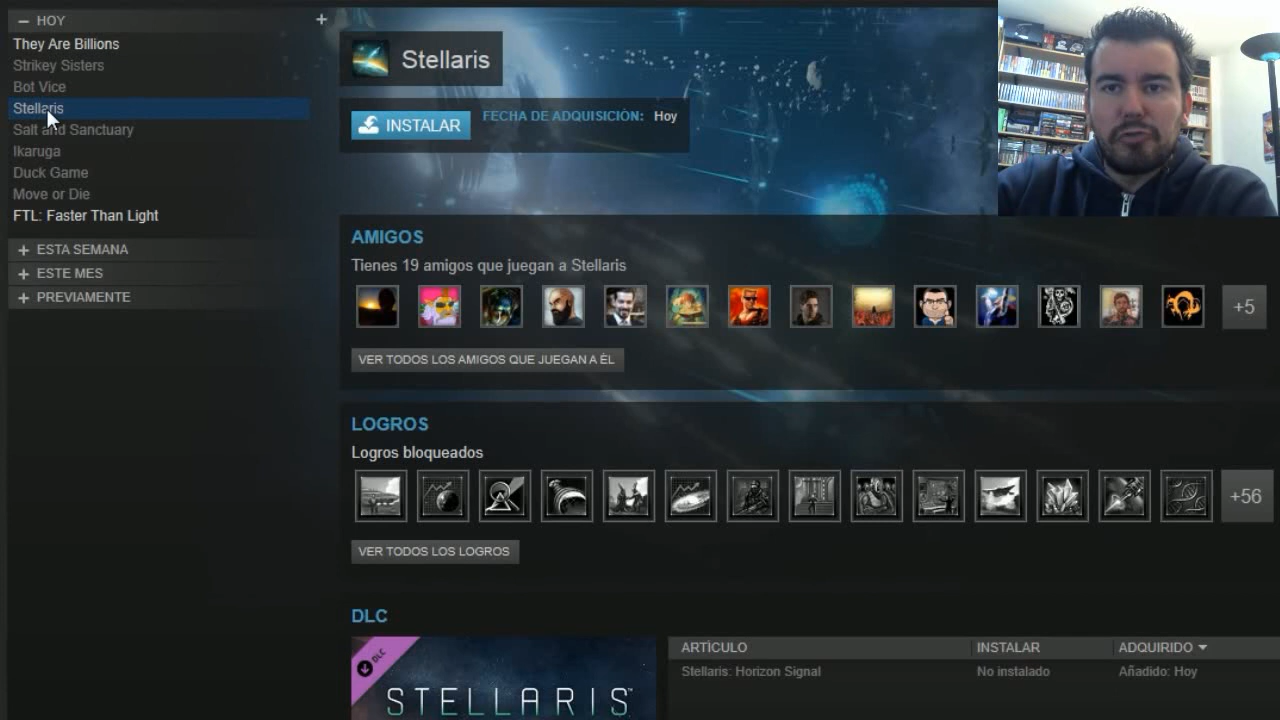 HOY
They Are Billions
Strikey Sisters
Bot Vice
Stellaris
Salt and Sanctuary
Ikaruga
Duck Game
Move or Die
FTL: Faster Than Light
ESTA SEMANA
ESTE MES
PREVIAMENTE
Stellaris
INSTALAR
FECHA DE ADQUISICIÓN: Hoy
AMIGOS
Tienes 19 amigos que juegan a Stellaris
+5
VER TODOS LOS AMIGOS QUE JUEGAN A ÉL
LOGROS
Logros bloqueados
+56
VER TODOS LOS LOGROS
DLC
DLC
STELLARIS™
ARTÍCULO INSTALAR ADQUIRIDO
Stellaris: Horizon Signal No instalado Añadido: Hoy